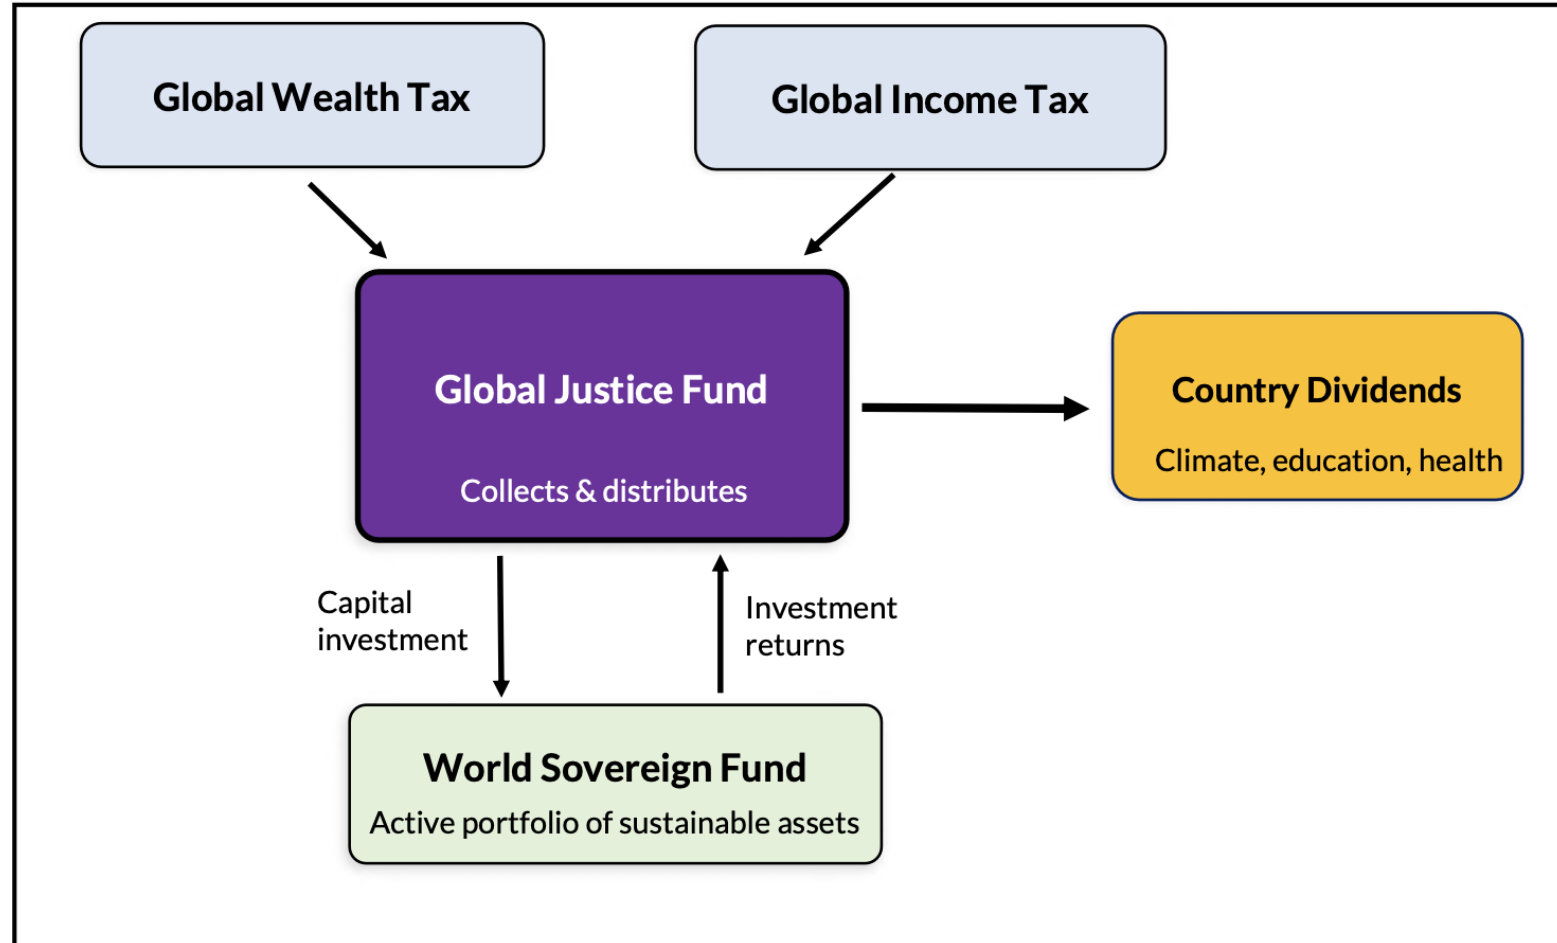 Global Wealth Tax
Global Income Tax
Global Justice Fund
Collects & distributes
Country Dividends
Climate, education, health
Capital
investment
Investment
returns
World Sovereign Fund
Active portfolio of sustainable assets